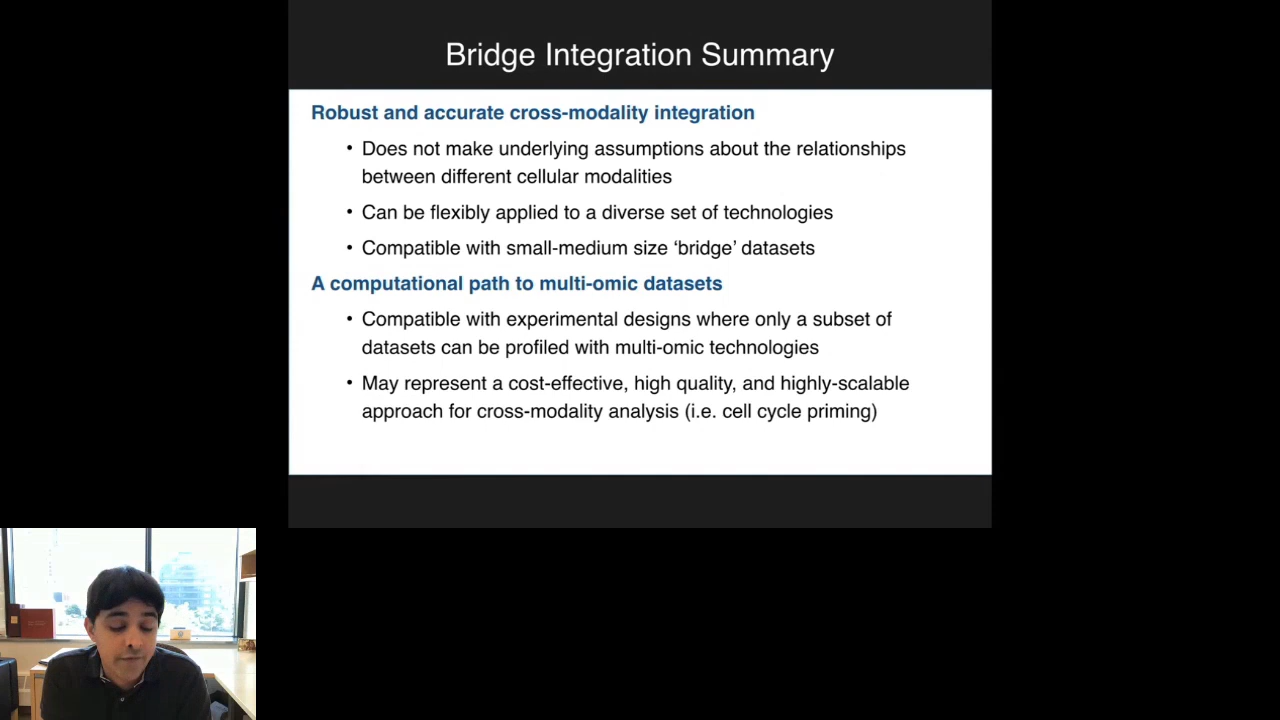 Bridge Integration Summary
Robust and accurate cross-modality integration
• Does not make underlying assumptions about the relationships
between different cellular modalities
• Can be flexibly applied to a diverse set of technologies
• Compatible with small-medium size ‘bridge’ datasets
A computational path to multi-omic datasets
• Compatible with experimental designs where only a subset of
datasets can be profiled with multi-omic technologies
• May represent a cost-effective, high quality, and highly-scalable
approach for cross-modality analysis (i.e. cell cycle priming)